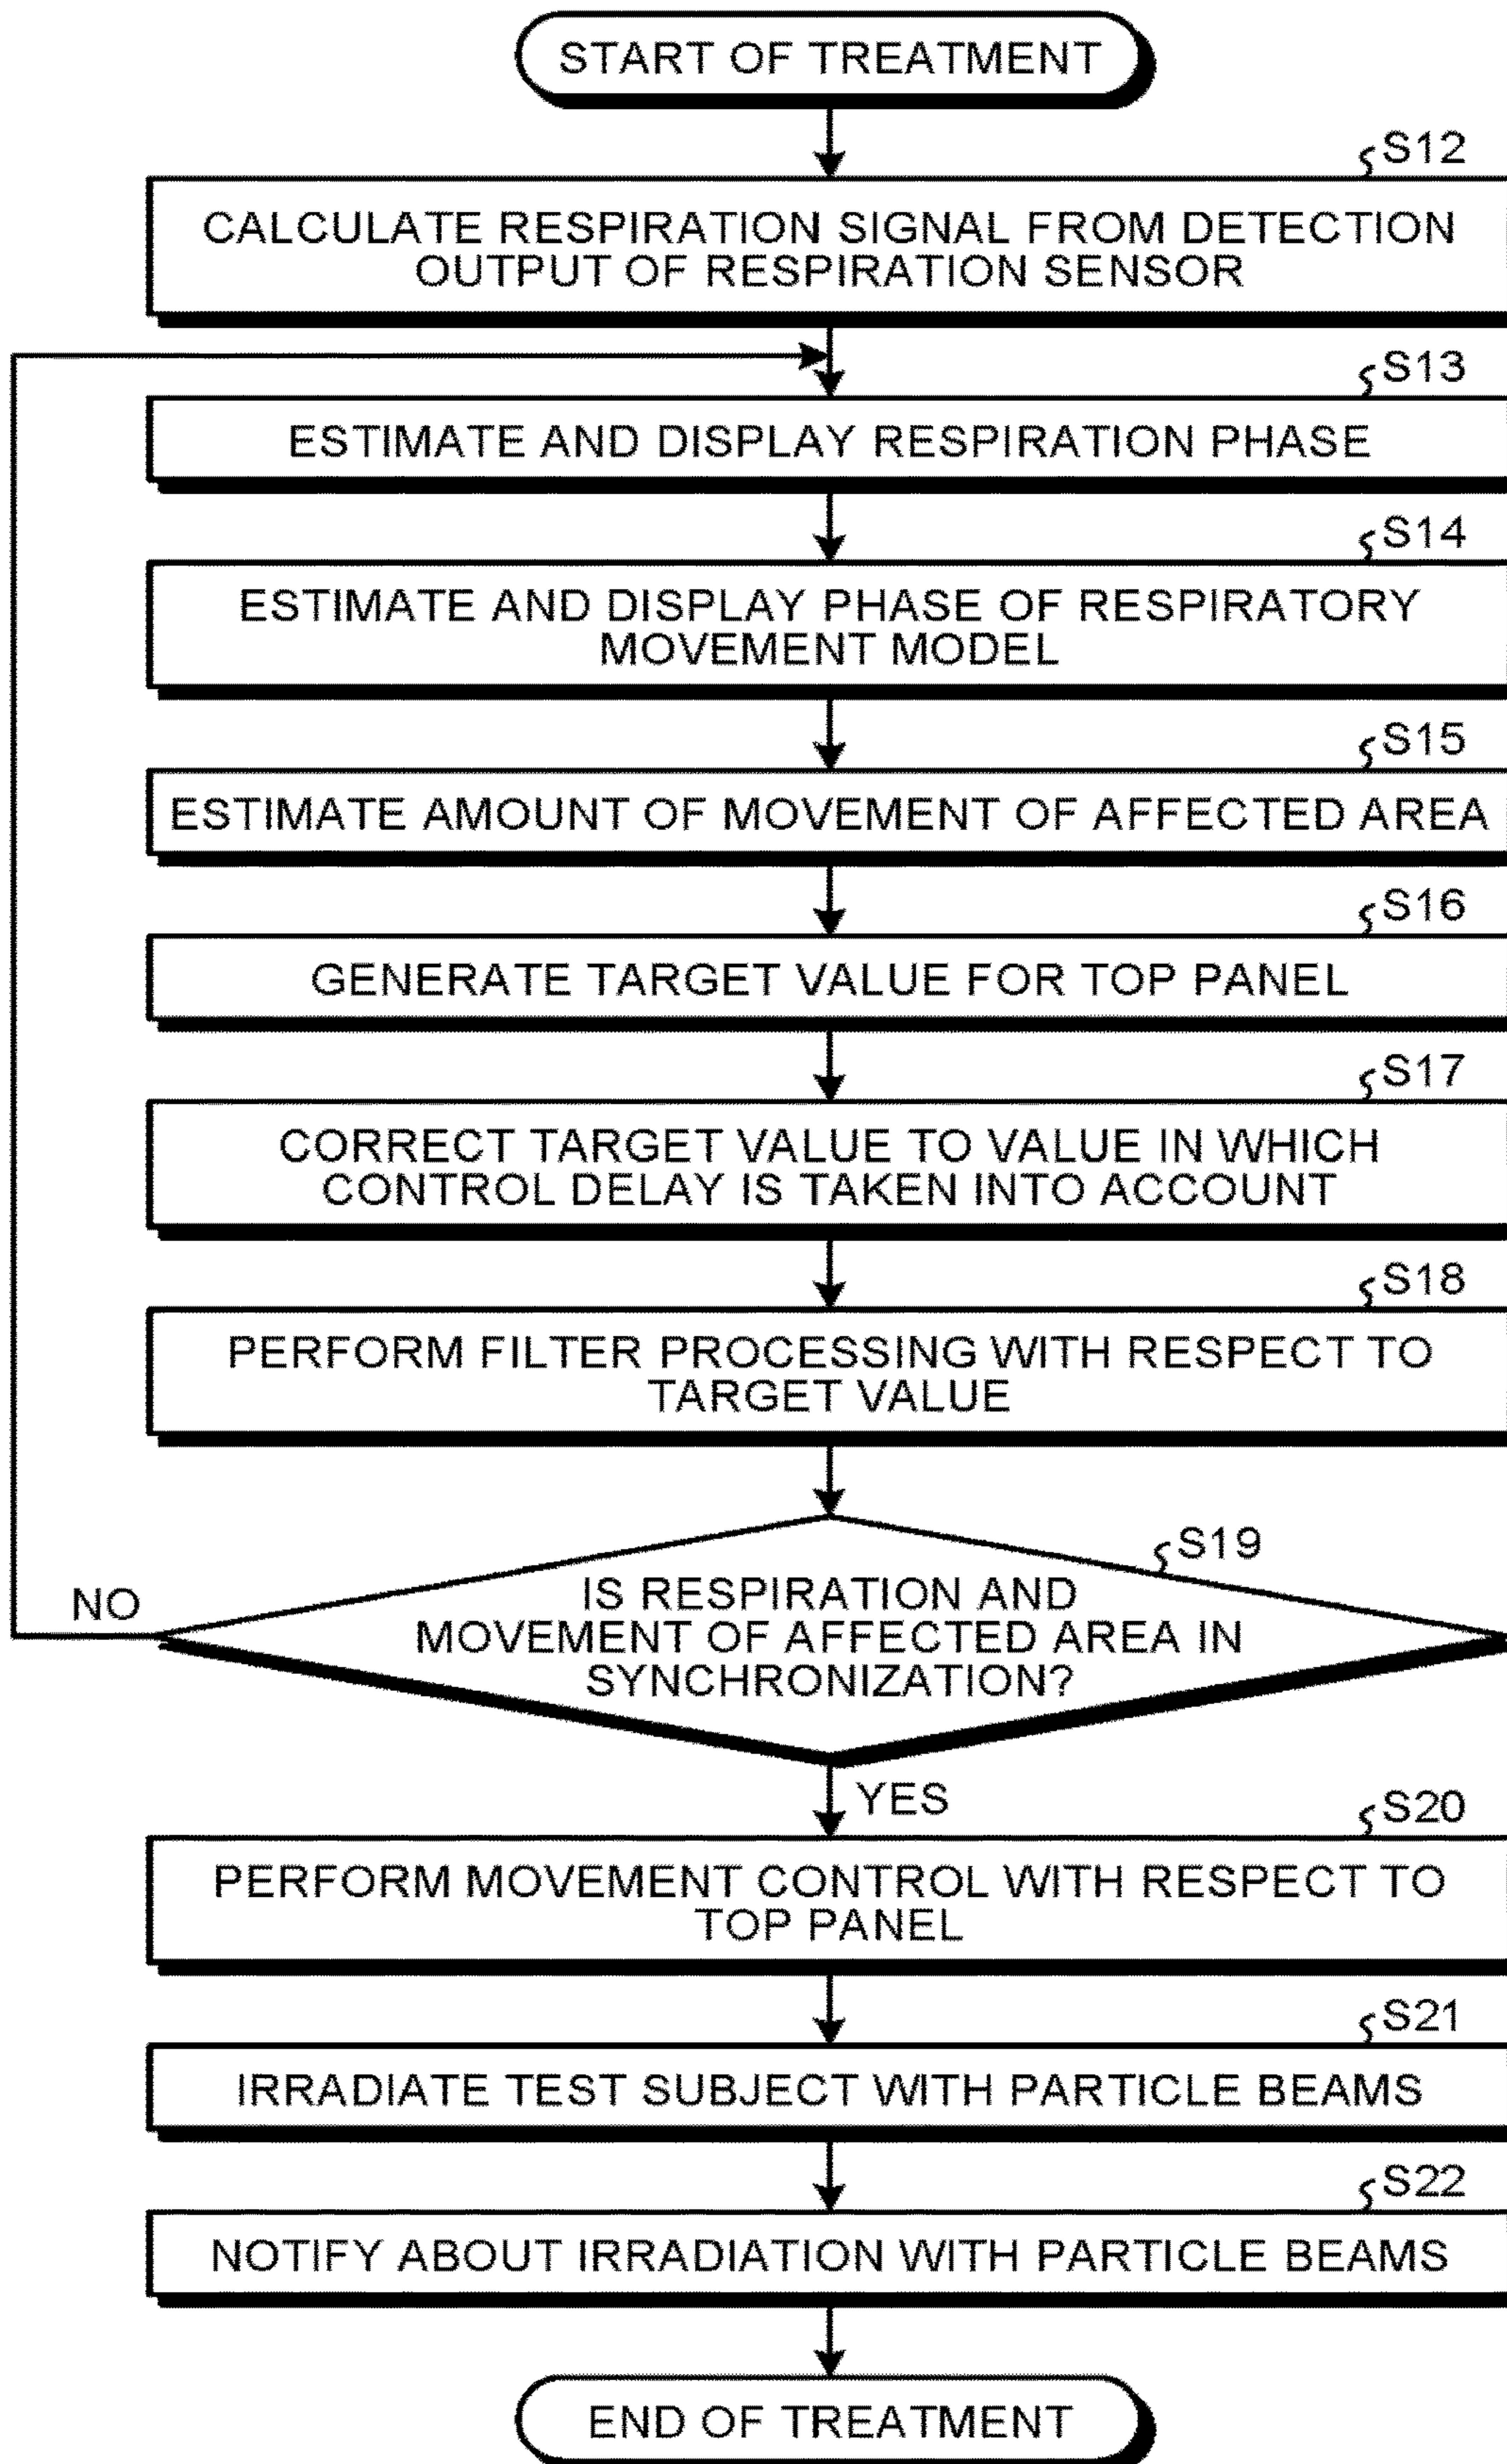 START OF TREATMENT
S12
CALCULATE RESPIRATION SIGNAL FROM DETECTION
OUTPUT OF RESPIRATION SENSOR
S13
ESTIMATE AND DISPLAY RESPIRATION PHASE
S14
ESTIMATE AND DISPLAY PHASE OF RESPIRATORY
MOVEMENT MODEL
S15
ESTIMATE AMOUNT OF MOVEMENT OF AFFECTED AREA
S16
GENERATE TARGET VALUE FOR TOP PANEL
S17
CORRECT TARGET VALUE TO VALUE IN WHICH
CONTROL DELAY IS TAKEN INTO ACCOUNT
S18
PERFORM FILTER PROCESSING WITH RESPECT TO
TARGET VALUE
S19
IS RESPIRATION AND
MOVEMENT OF AFFECTED AREA IN
SYNCHRONIZATION?
NO
YES
S20
PERFORM MOVEMENT CONTROL WITH RESPECT TO
TOP PANEL
S21
IRRADIATE TEST SUBJECT WITH PARTICLE BEAMS
S22
NOTIFY ABOUT IRRADIATION WITH PARTICLE BEAMS
END OF TREATMENT